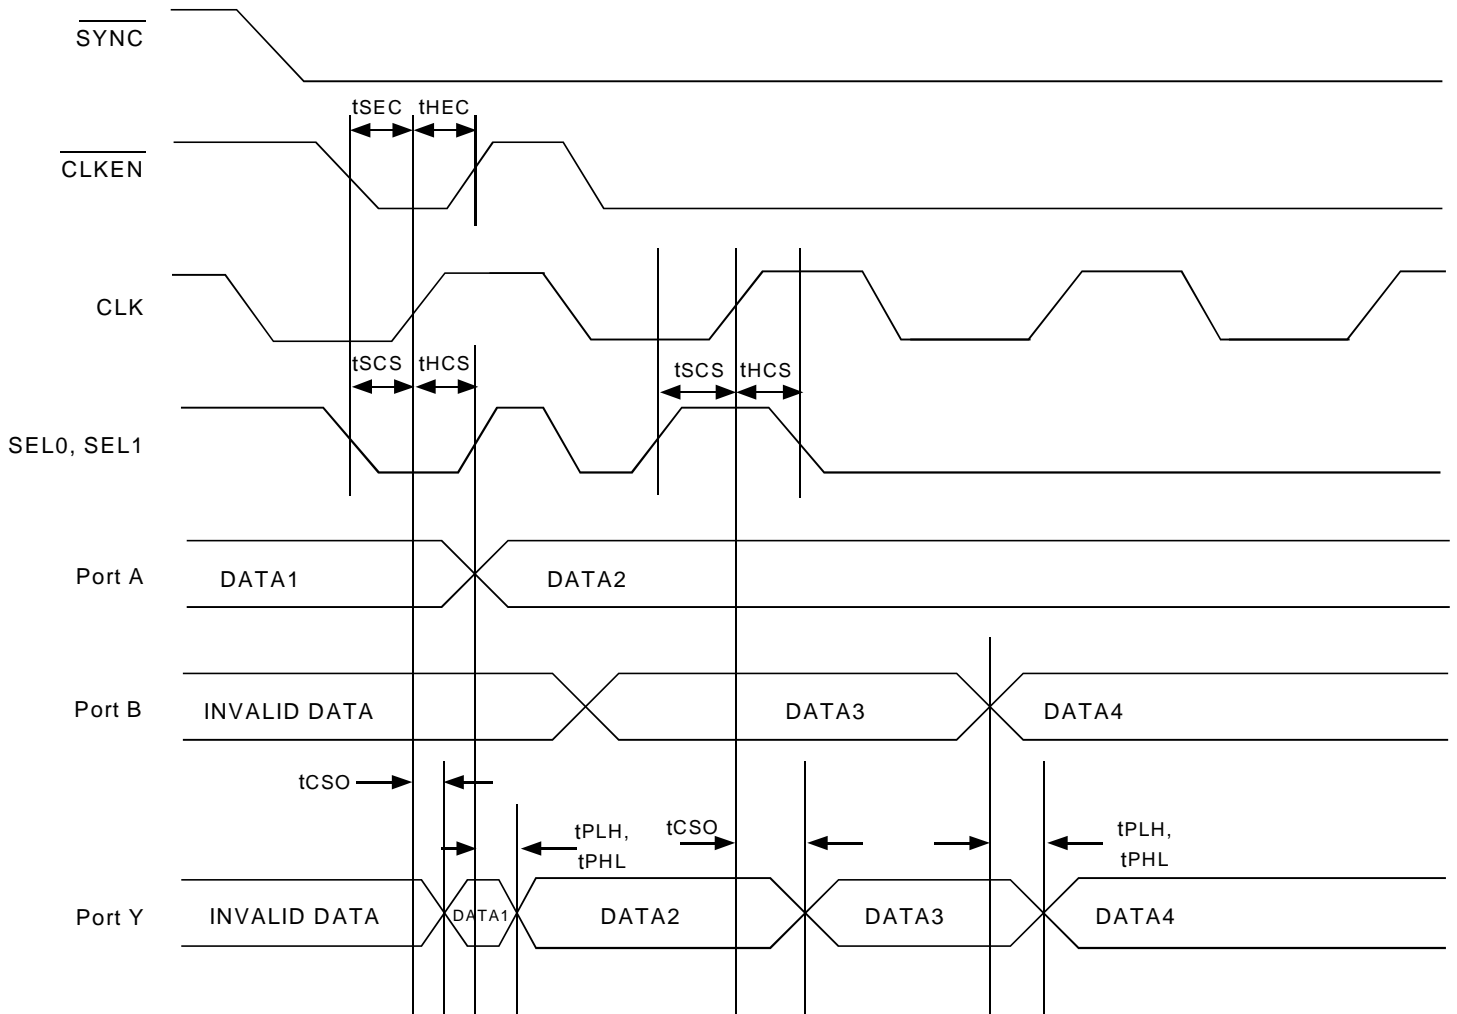 SYNC
tSEC tHEC
CLKEN
CLK
tSCS tHCS tSCS tHCS
SEL0, SEL1
Port A DATA1 DATA2
Port B INVALID DATA DATA3 DATA4
tCSO
tPLH, tCSO tPLH,
tPHL tPHL
Port Y INVALID DATA DATA1 DATA2 DATA3 DATA4